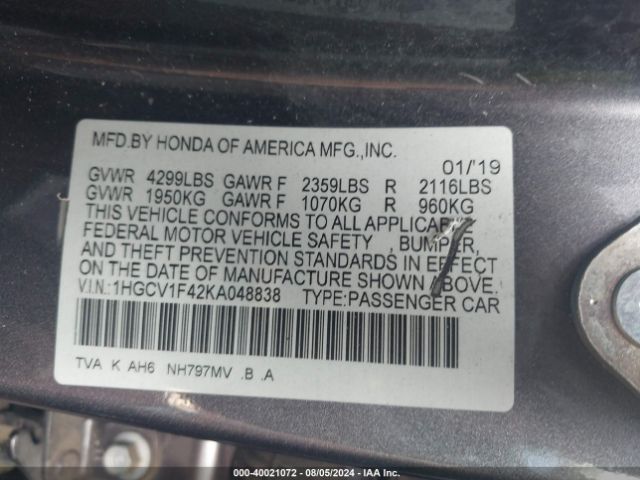 MFD.BY HONDA OF AMERICA MFG.,INC.
01/'19
GVWR 4299LBS GAWR F 2359LBS R 2116LBS
GVWR 1950KG GAWR F 1070KG R 960KG
THIS VEHICLE CONFORMS TO ALL APPLICABLE
FEDERAL MOTOR VEHICLE SAFETY , BUMPER,
AND THEFT PREVENTION STANDARDS IN EFFECT
ON THE DATE OF MANUFACTURE SHOWN ABOVE.
V.I.N.:1HGCV1F42KA048838 TYPE:PASSENGER CAR
TVA K AH6 NH797MV .B .A
000-40021072 - 08/05/2024 - IAA Inc.